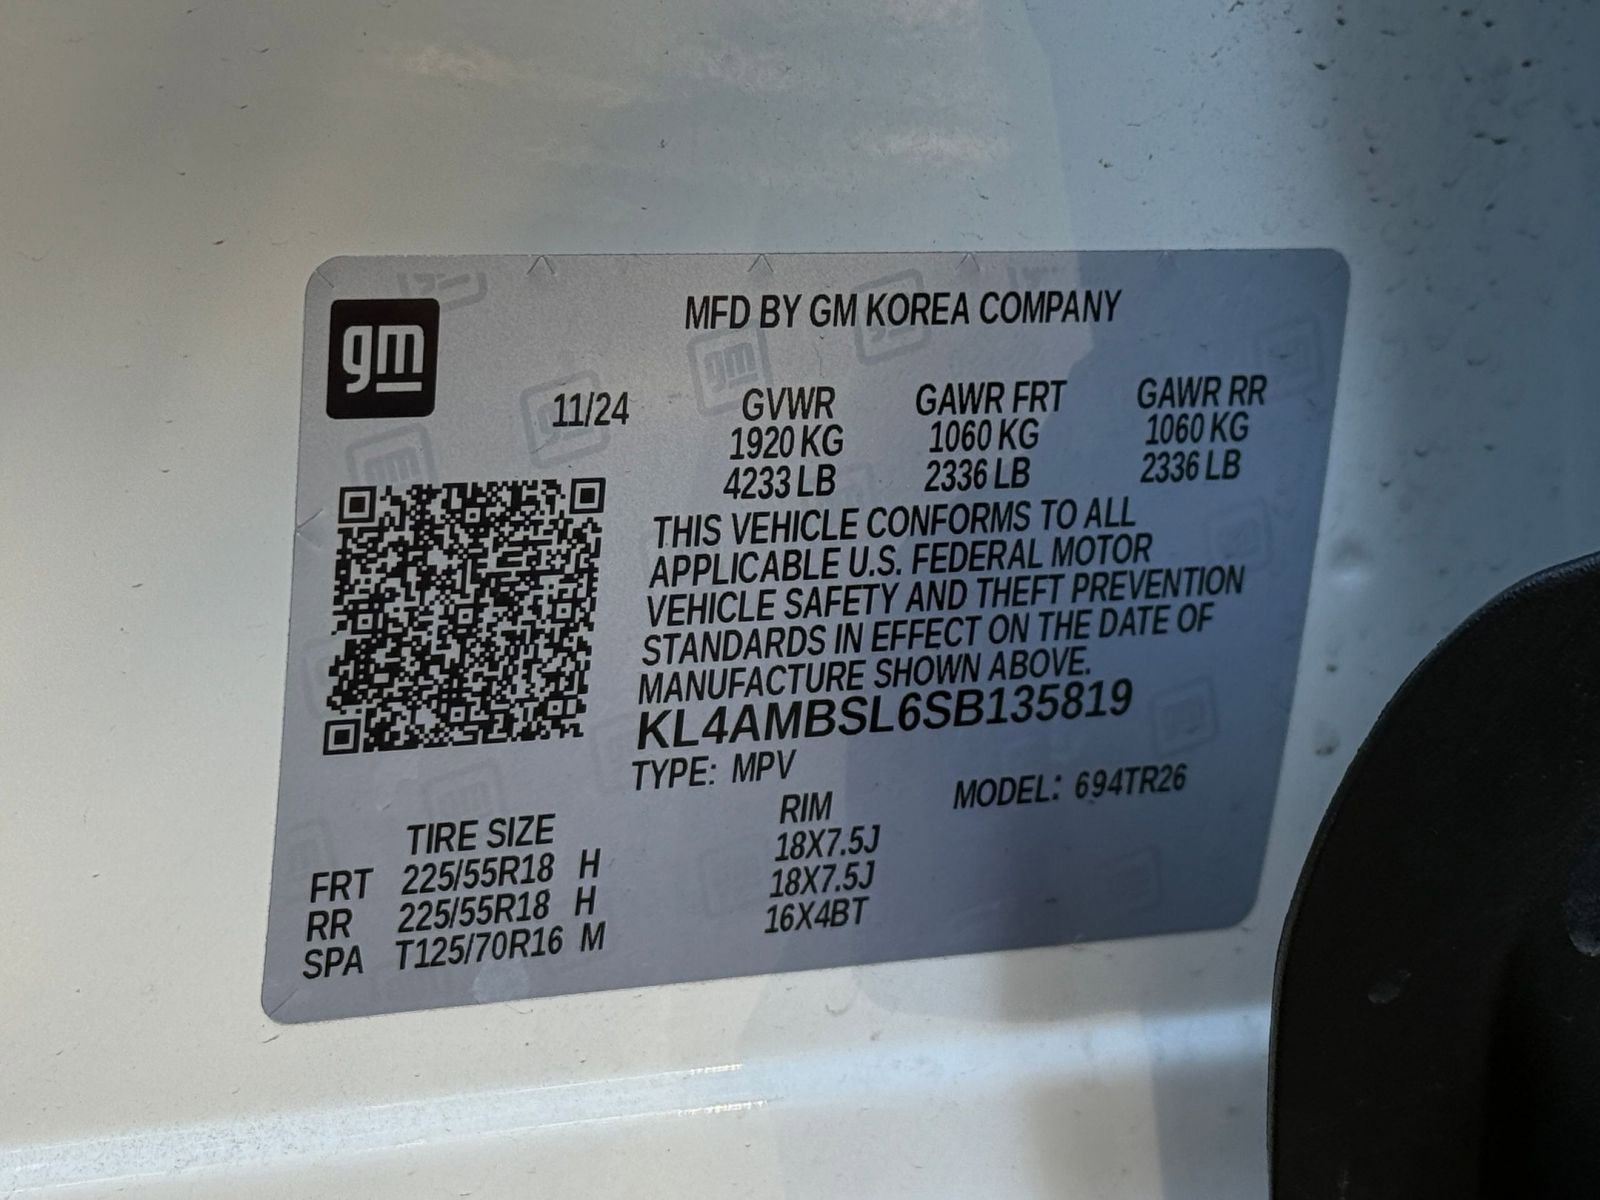 gm
MFD BY GM KOREA COMPANY
11/24 GVWR GAWR FRT GAWR RR
1920 KG 1060 KG 1060 KG
4233 LB 2336 LB 2336 LB
THIS VEHICLE CONFORMS TO ALL
APPLICABLE U.S. FEDERAL MOTOR
VEHICLE SAFETY AND THEFT PREVENTION
STANDARDS IN EFFECT ON THE DATE OF
MANUFACTURE SHOWN ABOVE.
KL4AMBSL6SB135819
TYPE: MPV MODEL: 694TR26
TIRE SIZE RIM
FRT 225/55R18 H 18X7.5J
RR 225/55R18 H 18X7.5J
SPA T125/70R16 M 16X4BT